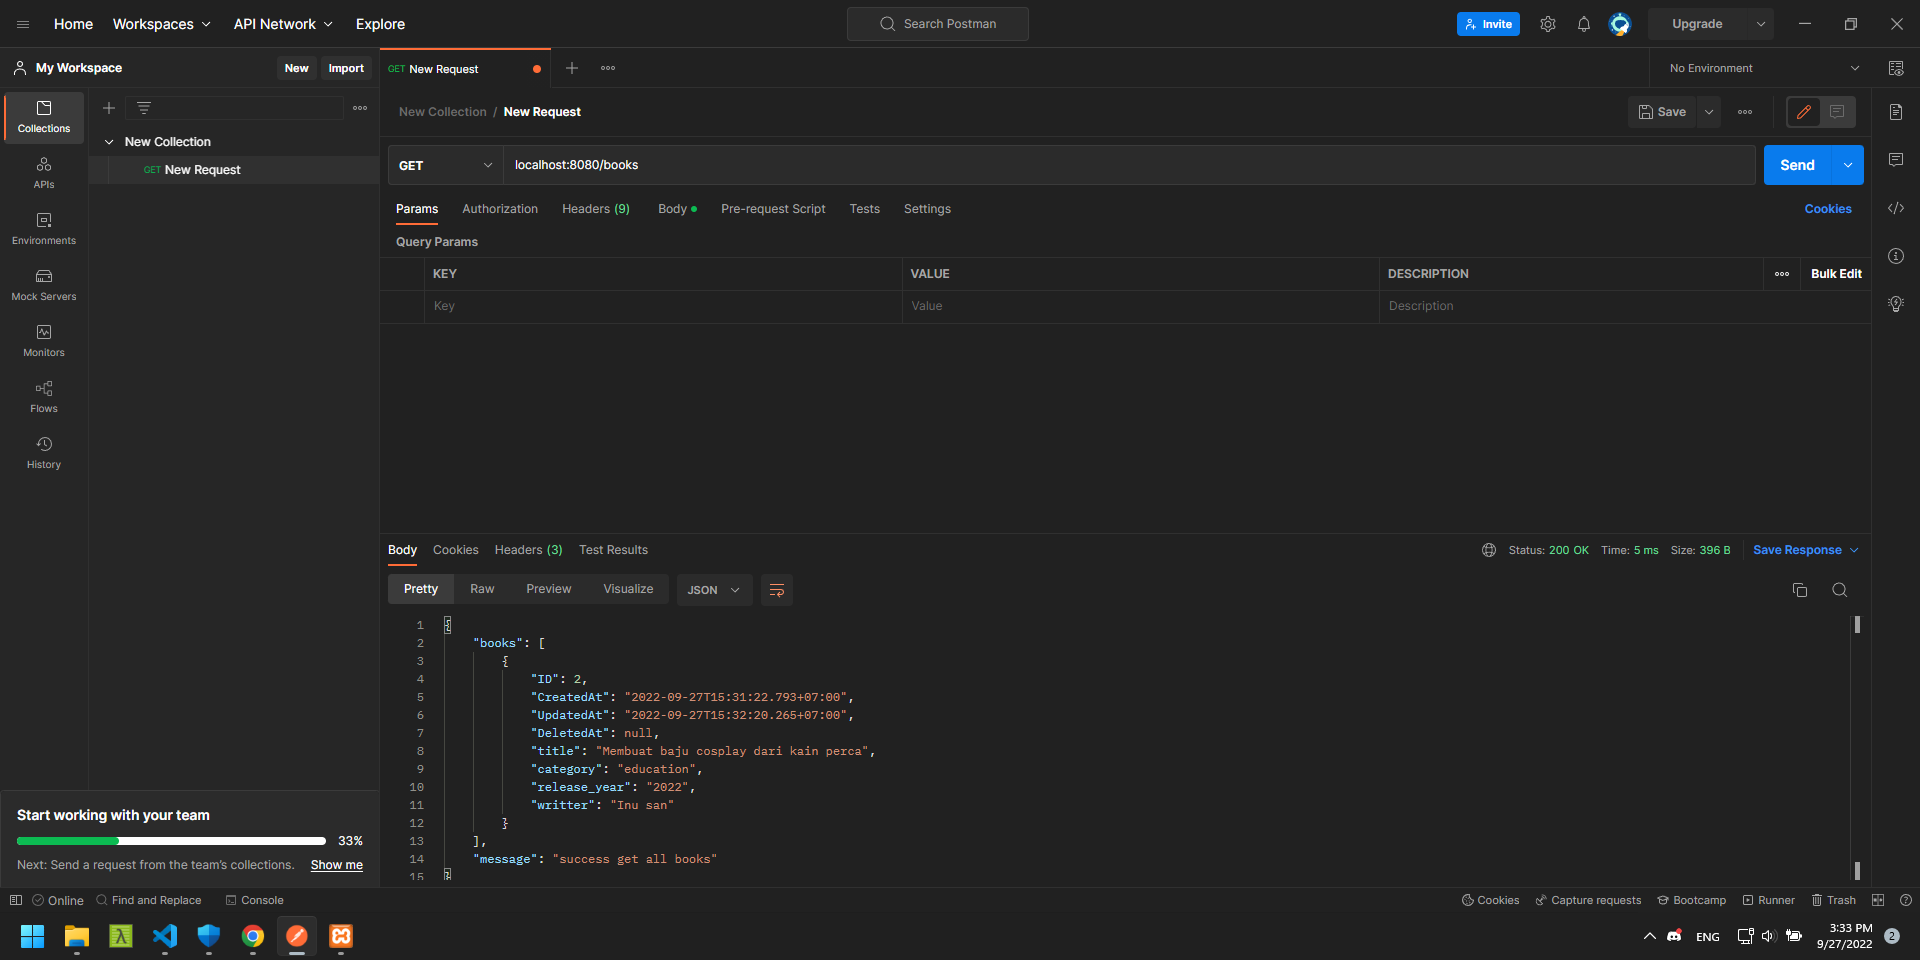 Home Workspaces API Network Explore Search Postman Invite Upgrade
My Workspace New Import GET New Request No Environment
Collections
APIs
Environments
Mock Servers
Monitors
Flows
History
New Collection
GET New Request
New Collection / New Request Save
GET localhost:8080/books Send
Params Authorization Headers (9) Body Pre-request Script Tests Settings Cookies
Query Params
KEY VALUE DESCRIPTION Bulk Edit
Key Value Description
Body Cookies Headers (3) Test Results Status: 200 OK Time: 5 ms Size: 396 B Save Response
Pretty Raw Preview Visualize JSON
1 {
2 "books": [
3 {
4 "ID": 2,
5 "CreatedAt": "2022-09-27T15:31:22.793+07:00",
6 "UpdatedAt": "2022-09-27T15:32:20.265+07:00",
7 "DeletedAt": null,
8 "title": "Membuat baju cosplay dari kain perca",
9 "category": "education",
10 "release_year": "2022",
11 "writter": "Inu san"
12 }
13 ],
14 "message": "success get all books"
15 }
Start working with your team
33%
Next: Send a request from the team's collections. Show me
Online Find and Replace Console Cookies Capture requests Bootcamp Runner Trash
ENG 3:33 PM
9/27/2022 2